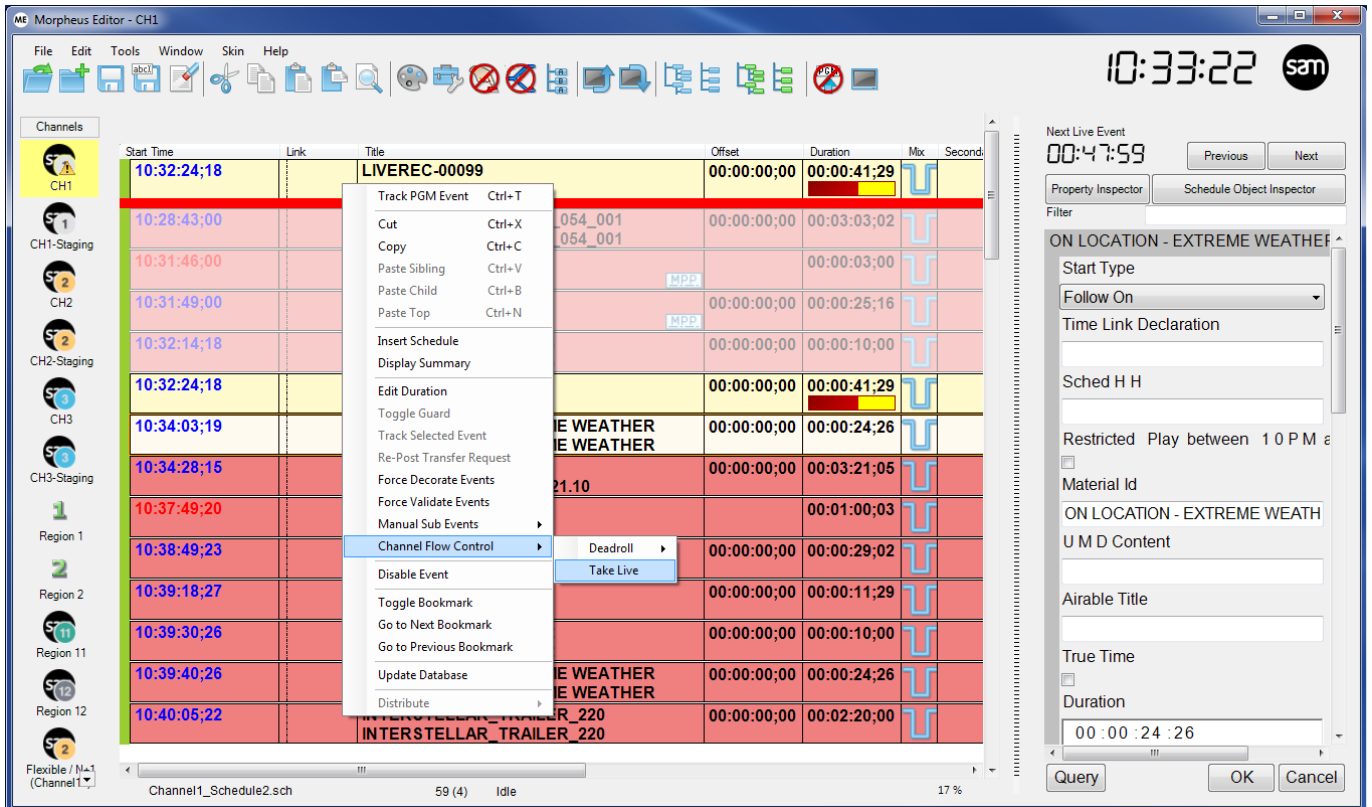 ME Morpheus Editor - CH1
File Edit Tools Window Skin Help
abcd
PGM
10:33:22
sam
Channels
CH1
1
CH1-Staging
2
CH2
2
CH2-Staging
3
CH3
3
CH3-Staging
1
Region 1
2
Region 2
11
Region 11
12
Region 12
2
Flexible / N+1
(Channel1
Start Time Link Title Offset Duration Mix Second
10:32:24;18 LIVEREC-00099 00:00:00;00 00:00:41;29
10:28:43;00 _054_001 00:00:00;00 00:03:03;02
_054_001
10:31:46;00 00:00:03;00
MPP
10:31:49;00 00:00:00;00 00:00:25;16
MPP
10:32:14;18 00:00:00;00 00:00:10;00
10:32:24;18 00:00:00;00 00:00:41;29
10:34:03;19 IE WEATHER 00:00:00;00 00:00:24;26
IE WEATHER
10:34:28;15 00:00:00;00 00:03:21;05
21.10
10:37:49;20 00:01:00;03
10:38:49;23 00:00:00;00 00:00:29;02
10:39:18;27 00:00:00;00 00:00:11;29
10:39:30;26 00:00:00;00 00:00:10;00
10:39:40;26 IE WEATHER 00:00:00;00 00:00:24;26
IE WEATHER
10:40:05;22 INTERSTELLAR_TRAILER_220 00:00:00;00 00:02:20;00
INTERSTELLAR_TRAILER_220
Track PGM Event Ctrl+T
Cut Ctrl+X
Copy Ctrl+C
Paste Sibling Ctrl+V
Paste Child Ctrl+B
Paste Top Ctrl+N
Insert Schedule
Display Summary
Edit Duration
Toggle Guard
Track Selected Event
Re-Post Transfer Request
Force Decorate Events
Force Validate Events
Manual Sub Events
Channel Flow Control
Deadroll
Take Live
Disable Event
Toggle Bookmark
Go to Next Bookmark
Go to Previous Bookmark
Update Database
Distribute
Channel1_Schedule2.sch 59 (4) Idle 17 %
Next Live Event
00:47:59 Previous Next
Property Inspector Schedule Object Inspector
Filter
ON LOCATION - EXTREME WEATHER
Start Type
Follow On
Time Link Declaration
Sched H H
Restricted Play between 1 0 P M a
Material Id
ON LOCATION - EXTREME WEATH
U M D Content
Airable Title
True Time
Duration
00 :00 :24 :26
Query OK Cancel